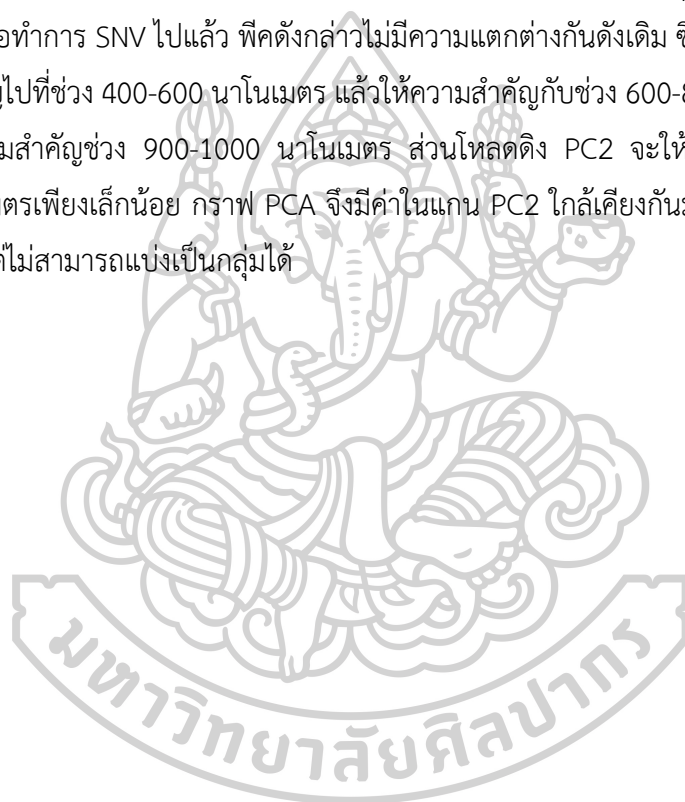 ทำการ SNV ไปแล้ว พีคดังกล่าวไม่มีความแตกต่างกันดังเดิม
ไปที่ช่วง 400-600 นาโนเมตร แล้วให้ความสำคัญกับช่วง
สำคัญช่วง 900-1000 นาโนเมตร ส่วนโหลดดิง PC2 จะให้
เพียงเล็กน้อย กราฟ PCA จึงมีค่าในแกน PC2 ใกล้เคียงกัน
ไม่สามารถแบ่งเป็นกลุ่มได้
มหาวิทยาลัยศิลปากร